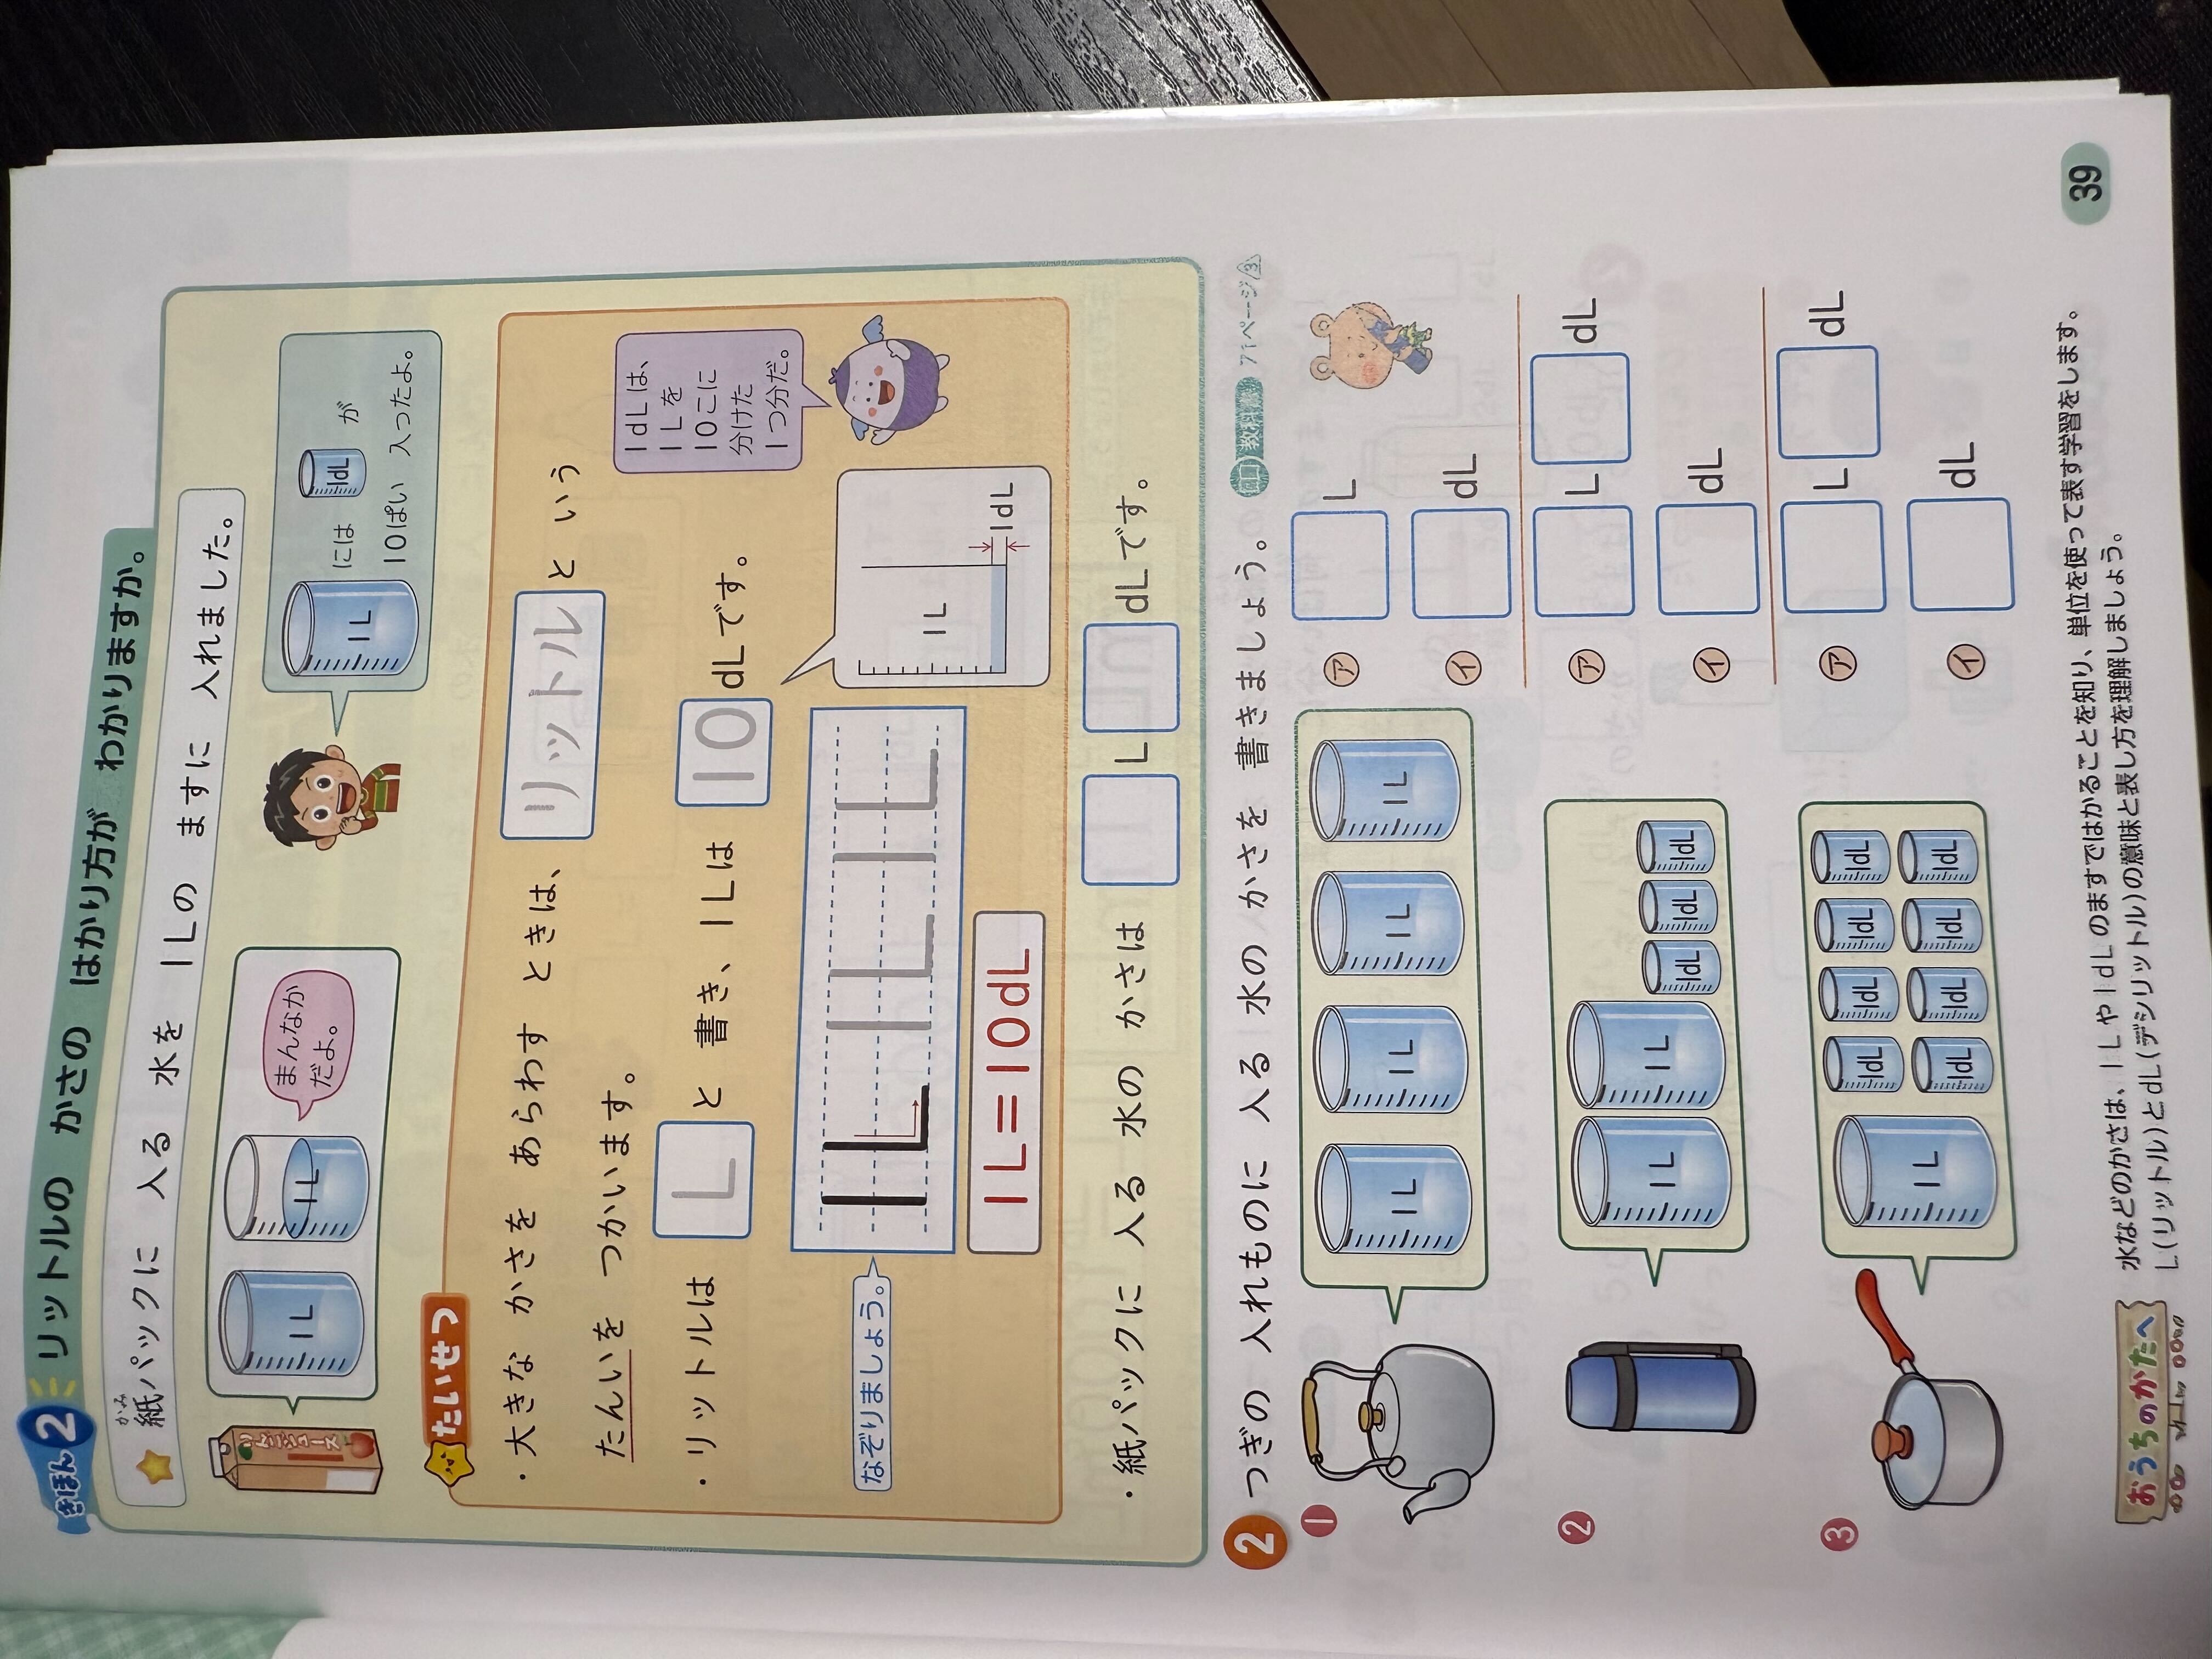 きほん2 リットルの かさの はかり方が わかりますか。
かみ
紙パックに 入る 水を 1Lの ますに 入れました。
りんごジュース
1L 1L
まんなか
だよ。
1L には 1dL が
10ぱい 入ったよ。
たいせつ
・大きな かさを あらわす ときは、 リットル と いう
たんいを つかいます。
・リットルは L と 書き、1Lは 10 dLです。
1dLは、
1Lを
10こに
分けた
1つ分だ。
なぞりましょう。
1L 1L 1L
1L
1dL
1L=10dL
・紙パックに 入る 水の かさは L dLです。
2 つぎの 入れものに 入る 水の かさを 書きましょう。 教科書 71ページ3
1
1L 1L 1L 1L
ア L
イ dL
2
1L 1L 1dL 1dL 1dL
ア L dL
イ dL
3
1L 1dL 1dL 1dL 1dL
1dL 1dL 1dL 1dL
ア L dL
イ dL
おうちのかたへ
水などのかさは、1Lや1dLのますではかることを知り、単位を使って表す学習をします。
L(リットル)とdL(デシリットル)の意味と表し方を理解しましょう。
39